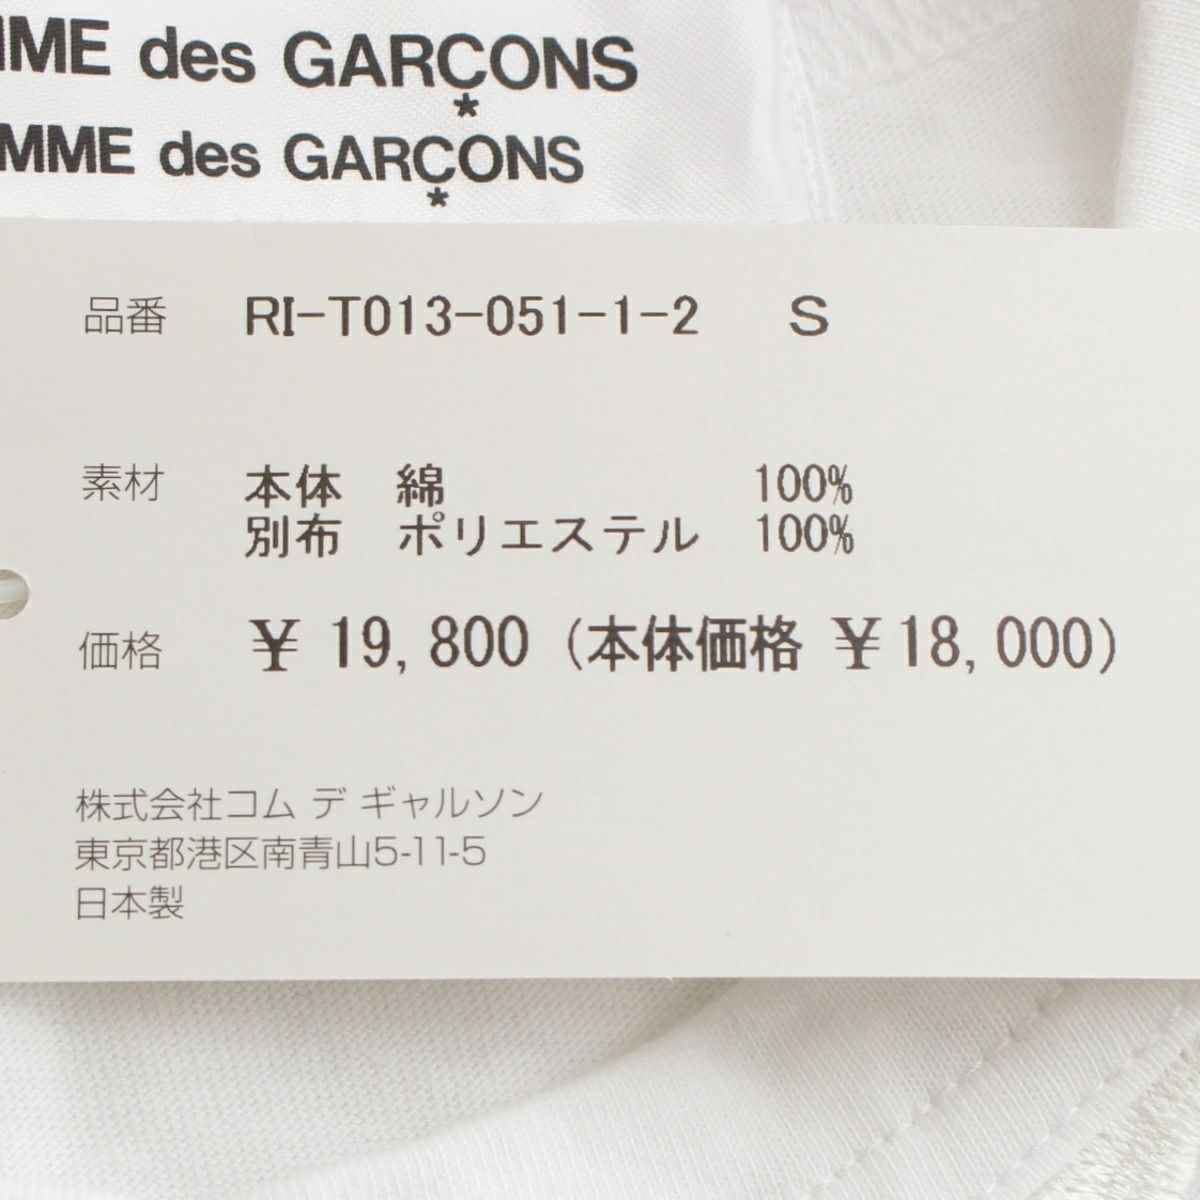 MME des GARÇONS
MME des GARÇONS
品番 RI-T013-051-1-2 S
素材 本体 綿 100%
別布 ポリエステル 100%
価格 ¥ 19,800 (本体価格 ¥18,000)
株式会社コム デ ギャルソン
東京都港区南青山5-11-5
日本製